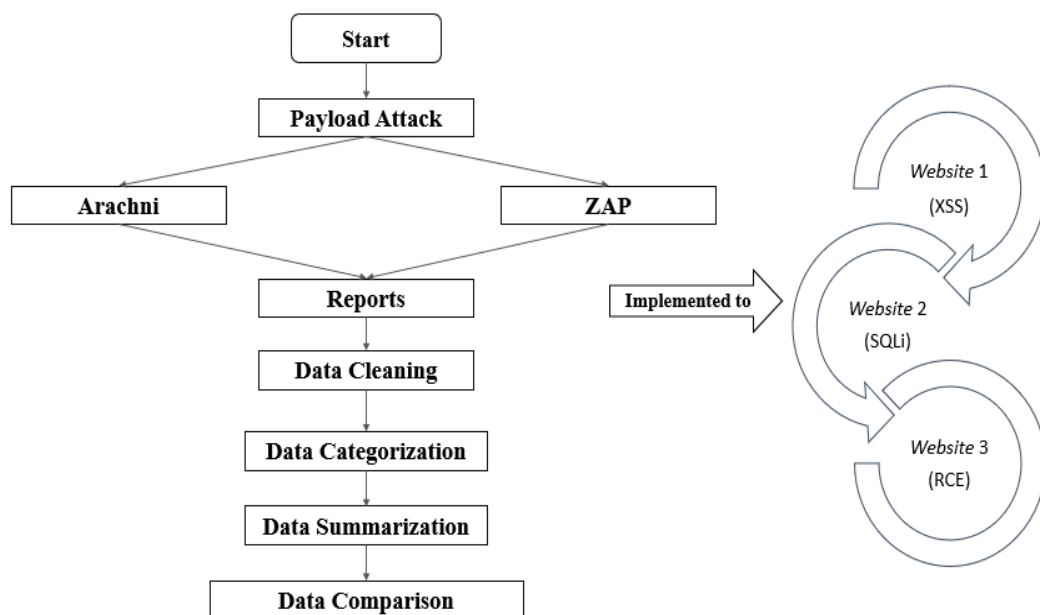 Start
Payload Attack
Arachni
ZAP
Reports
Data Cleaning
Data Categorization
Data Summarization
Data Comparison
Implemented to
Website 1
(XSS)
Website 2
(SQLi)
Website 3
(RCE)